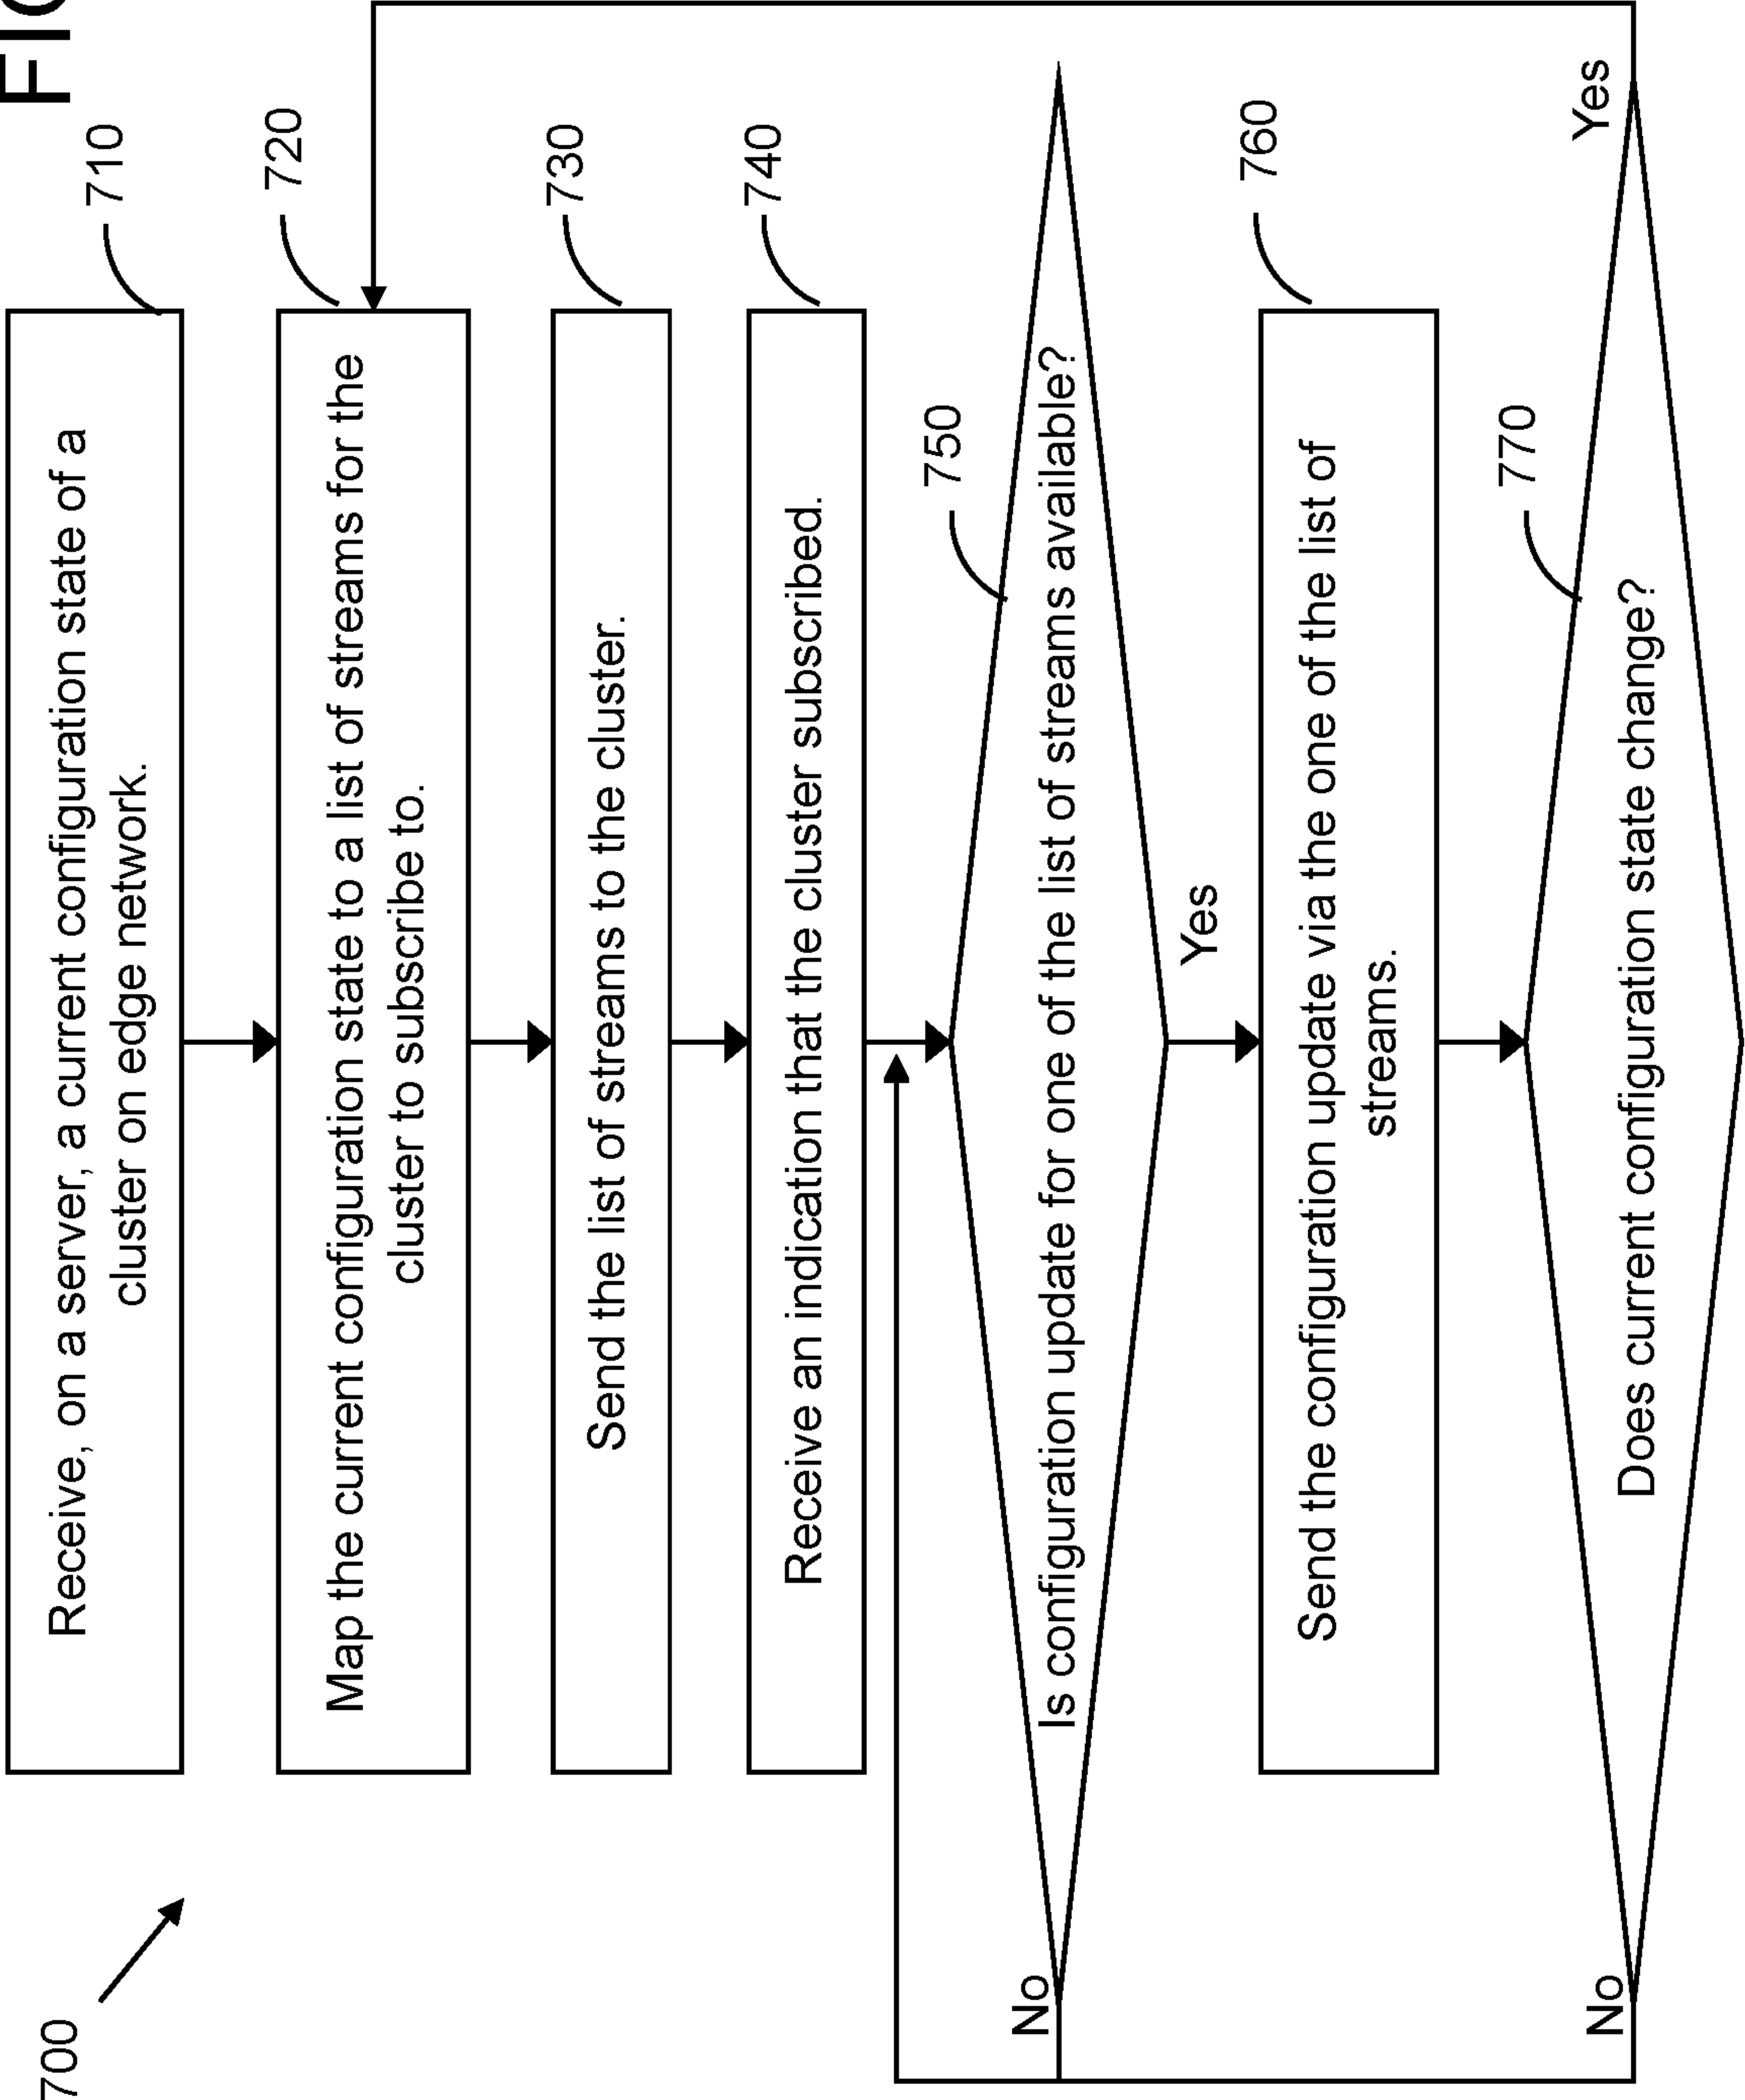 FIG
700
710
Receive, on a server, a current configuration state of a
cluster on edge network.
720
Map the current configuration state to a list of streams for the
cluster to subscribe to.
730
Send the list of streams to the cluster.
740
Receive an indication that the cluster subscribed.
750
No
Is configuration update for one of the list of streams available?
Yes
760
Send the configuration update via the one of the list of
streams.
770
No
Does current configuration state change?
Yes